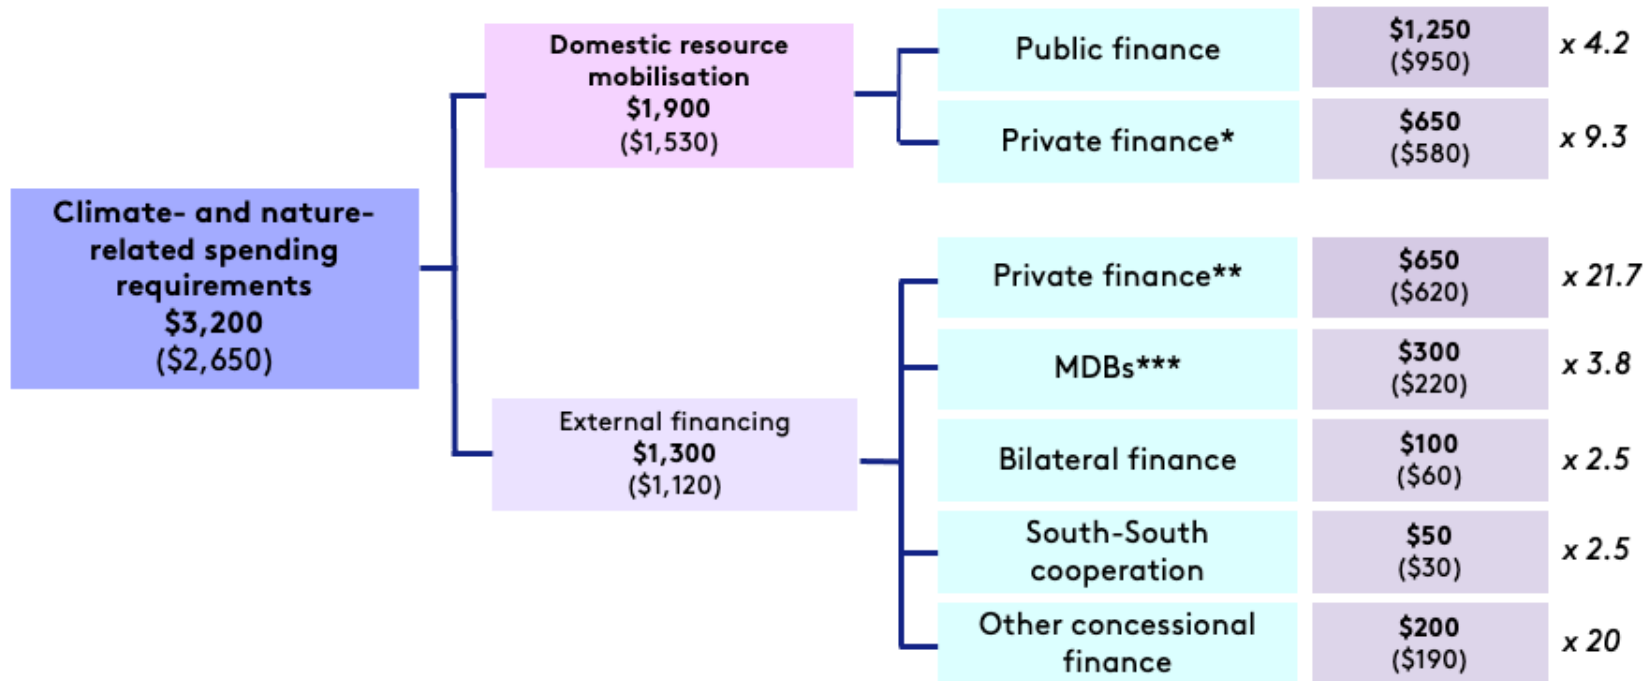 Climate- and nature-
related spending
requirements
$3,200
($2,650)
Domestic resource
mobilisation
$1,900
($1,530)
Public finance
$1,250
($950)
x 4.2
Private finance*
$650
($580)
x 9.3
External financing
$1,300
($1,120)
Private finance**
$650
($620)
x 21.7
MDBs***
$300
($220)
x 3.8
Bilateral finance
$100
($60)
x 2.5
South-South
cooperation
$50
($30)
x 2.5
Other concessional
finance
$200
($190)
x 20